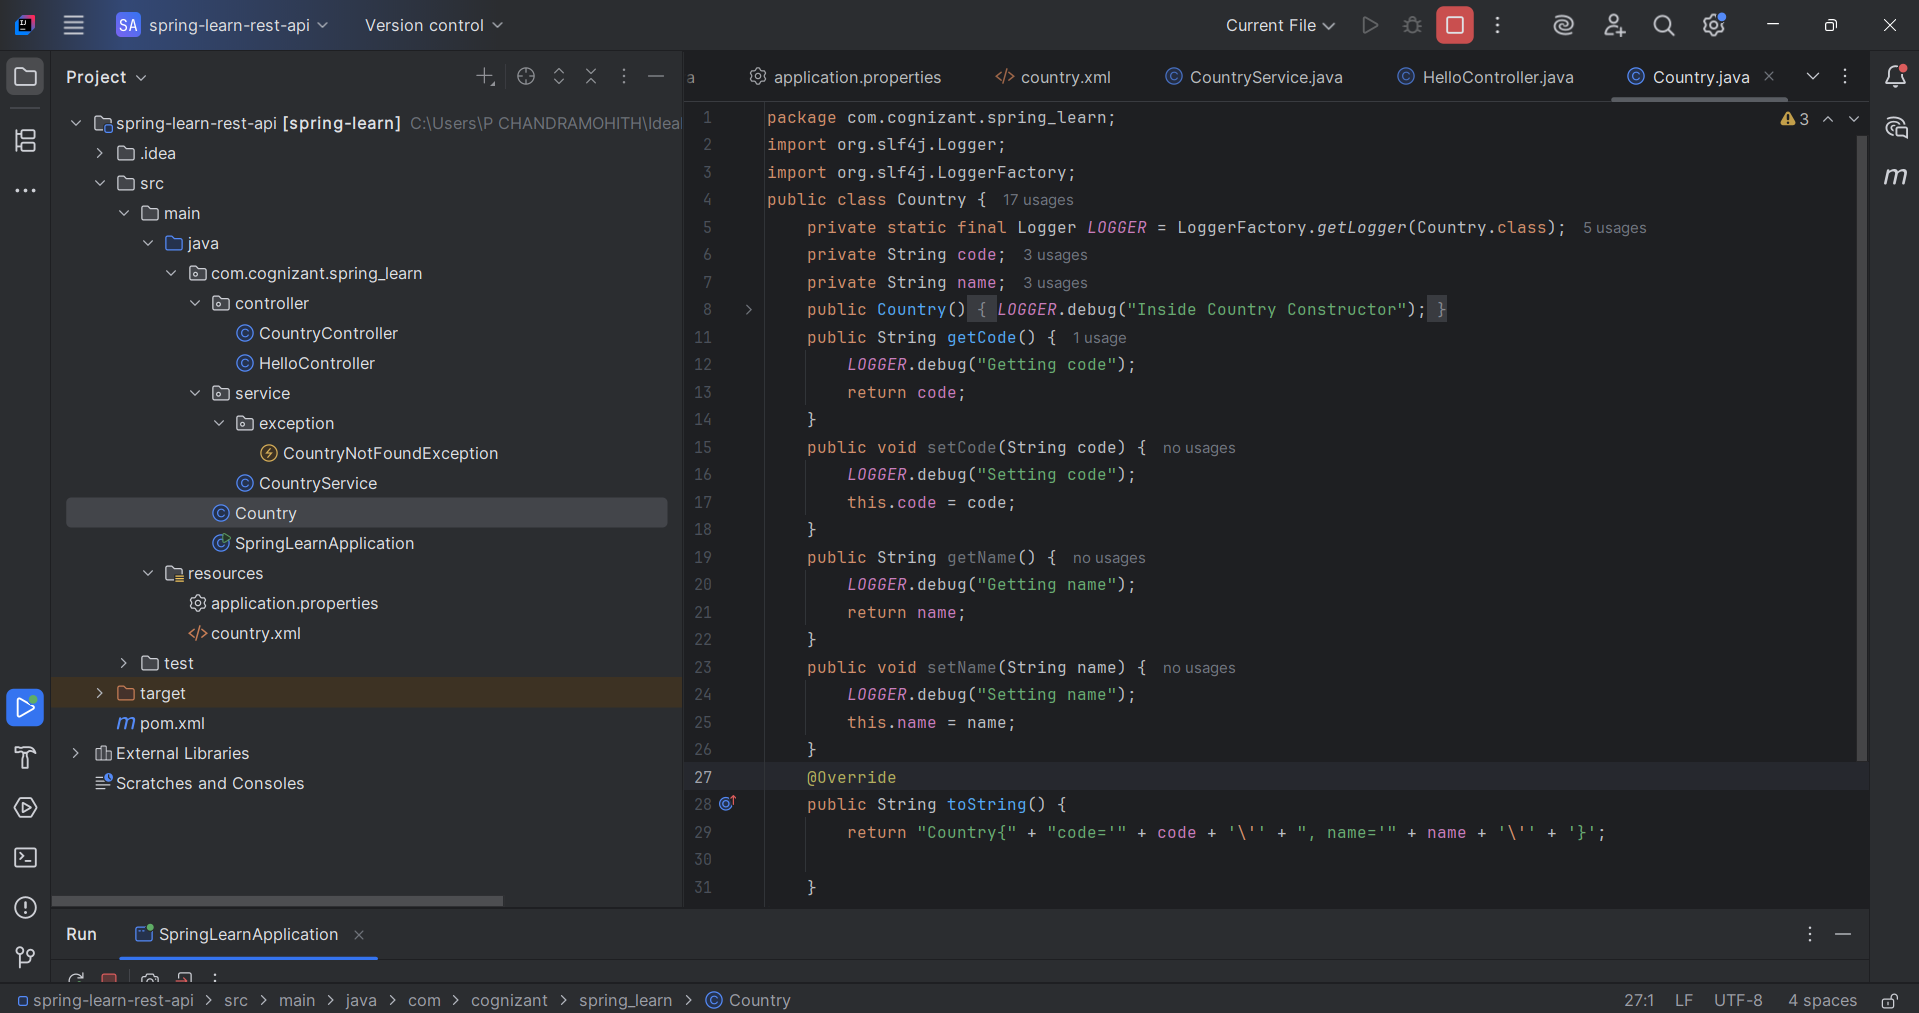 SA spring-learn-rest-api Version control Current File
Project
application.properties country.xml CountryService.java HelloController.java Country.java
spring-learn-rest-api [spring-learn] C:\Users\P CHANDRAMOHITH\Idea
.idea
src
main
java
com.cognizant.spring_learn
controller
CountryController
HelloController
service
exception
CountryNotFoundException
CountryService
Country
SpringLearnApplication
resources
application.properties
country.xml
test
target
pom.xml
External Libraries
Scratches and Consoles
3
1 package com.cognizant.spring_learn;
2 import org.slf4j.Logger;
3 import org.slf4j.LoggerFactory;
4 public class Country { 17 usages
5 private static final Logger LOGGER = LoggerFactory.getLogger(Country.class); 5 usages
6 private String code; 3 usages
7 private String name; 3 usages
8 public Country() { LOGGER.debug("Inside Country Constructor"); }
11 public String getCode() { 1 usage
12 LOGGER.debug("Getting code");
13 return code;
14 }
15 public void setCode(String code) { no usages
16 LOGGER.debug("Setting code");
17 this.code = code;
18 }
19 public String getName() { no usages
20 LOGGER.debug("Getting name");
21 return name;
22 }
23 public void setName(String name) { no usages
24 LOGGER.debug("Setting name");
25 this.name = name;
26 }
27 @Override
28 public String toString() {
29 return "Country{" + "code='" + code + '\'' + ", name='" + name + '\'' + '}';
30
31 }
Run SpringLearnApplication
spring-learn-rest-api > src > main > java > com > cognizant > spring_learn > Country 27:1 LF UTF-8 4 spaces